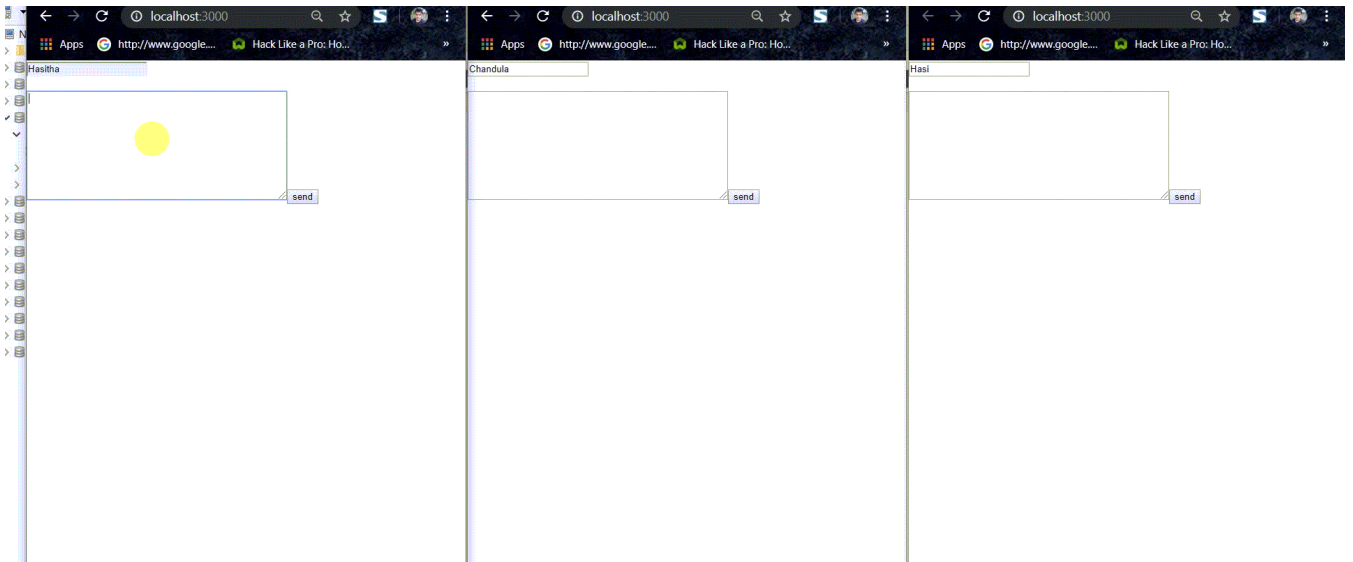 localhost:3000
Apps http://www.google.... Hack Like a Pro: Ho... »
Hasitha
send
localhost:3000
Apps http://www.google.... Hack Like a Pro: Ho... »
Chandula
send
localhost:3000
Apps http://www.google.... Hack Like a Pro: Ho... »
Hasi
send
N